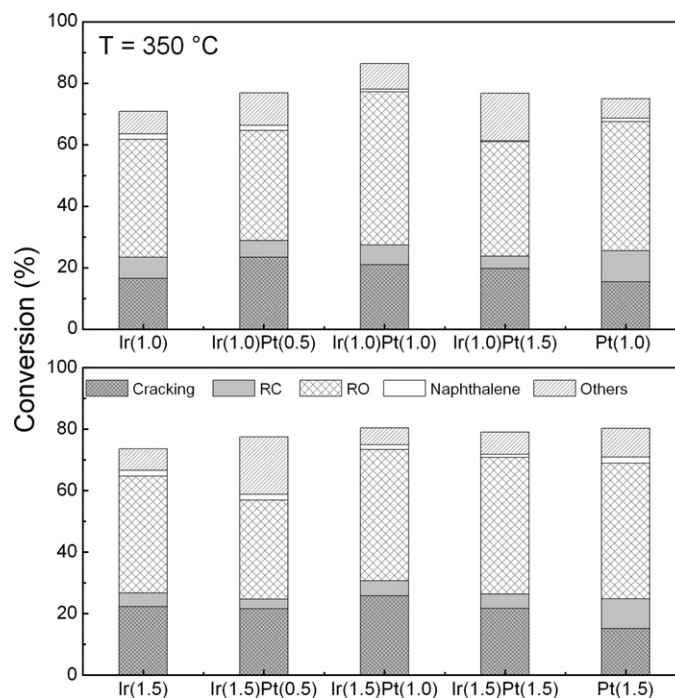 100
T = 350 °C
80
60
40
20
0
Ir(1.0) Ir(1.0)Pt(0.5) Ir(1.0)Pt(1.0) Ir(1.0)Pt(1.5) Pt(1.0)
Conversion (%)
100
Cracking RC RO Naphthalene Others
80
60
40
20
0
Ir(1.5) Ir(1.5)Pt(0.5) Ir(1.5)Pt(1.0) Ir(1.5)Pt(1.5) Pt(1.5)